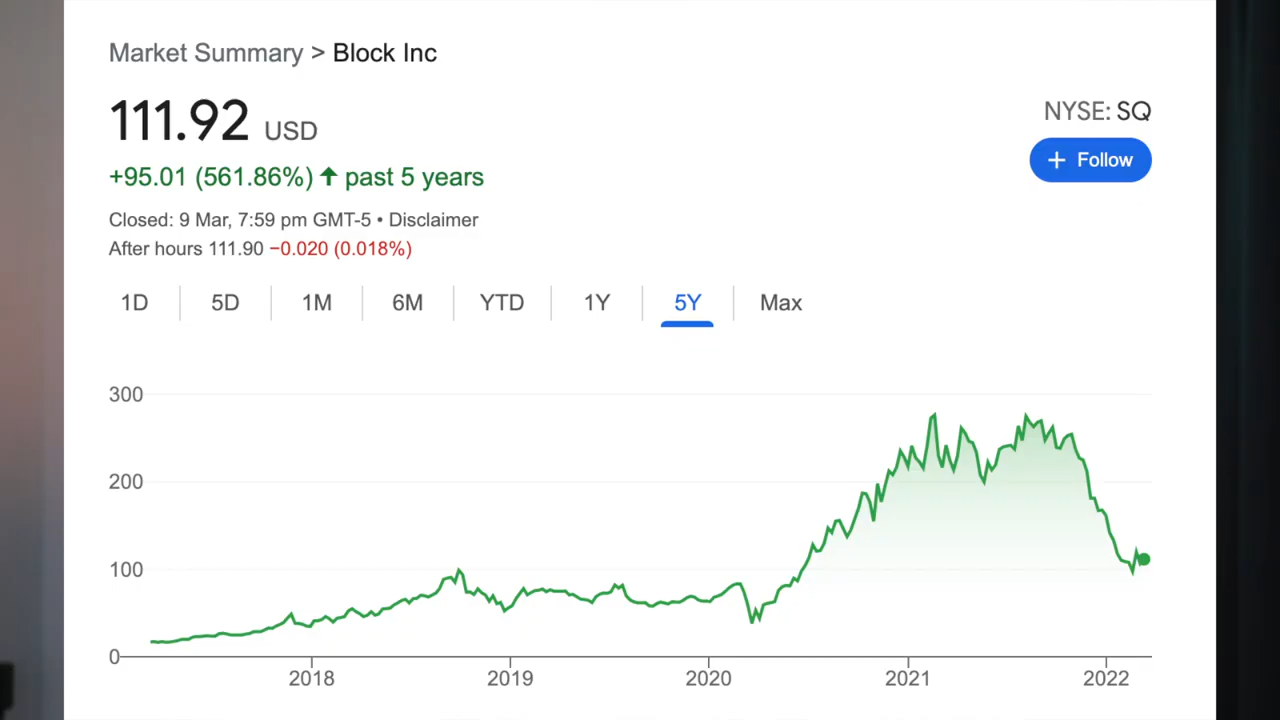 Market Summary > Block Inc
111.92 USD
NYSE: SQ
+ Follow
+95.01 (561.86%) ↑ past 5 years
Closed: 9 Mar, 7:59 pm GMT-5 • Disclaimer
After hours 111.90 −0.020 (0.018%)
1D 5D 1M 6M YTD 1Y 5Y Max
300
200
100
0
2018 2019 2020 2021 2022